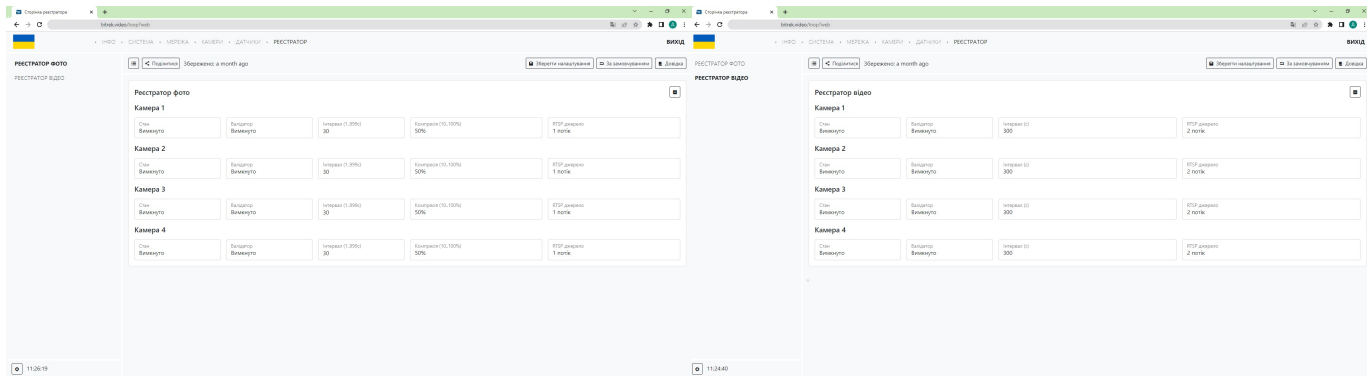 Сторінка реєстратора
bitrek.video/loop?web
ІНФО • СИСТЕМА • МЕРЕЖА • КАМЕРИ • ДАТЧИКИ • РЕЄСТРАТОР
ВИХІД
РЕЄСТРАТОР ФОТО
РЕЄСТРАТОР ВІДЕО
Поділитися Збережено: a month ago
Зберегти налаштування За замовчуванням Довідка
Реєстратор фото
Камера 1
Стан Валідатор Інтервал (1..999с) Компресія (10..100%) RTSP джерело
Вимкнуто Вимкнуто 30 50% 1 потік
Камера 2
Стан Валідатор Інтервал (1..999с) Компресія (10..100%) RTSP джерело
Вимкнуто Вимкнуто 30 50% 1 потік
Камера 3
Стан Валідатор Інтервал (1..999с) Компресія (10..100%) RTSP джерело
Вимкнуто Вимкнуто 30 50% 1 потік
Камера 4
Стан Валідатор Інтервал (1..999с) Компресія (10..100%) RTSP джерело
Вимкнуто Вимкнуто 30 50% 1 потік
11:26:19
Сторінка реєстратора
bitrek.video/loop?web
ІНФО • СИСТЕМА • МЕРЕЖА • КАМЕРИ • ДАТЧИКИ • РЕЄСТРАТОР
ВИХІД
РЕЄСТРАТОР ФОТО
РЕЄСТРАТОР ВІДЕО
Поділитися Збережено: a month ago
Зберегти налаштування За замовчуванням Довідка
Реєстратор відео
Камера 1
Стан Валідатор Інтервал (с) RTSP джерело
Вимкнуто Вимкнуто 300 2 потік
Камера 2
Стан Валідатор Інтервал (с) RTSP джерело
Вимкнуто Вимкнуто 300 2 потік
Камера 3
Стан Валідатор Інтервал (с) RTSP джерело
Вимкнуто Вимкнуто 300 2 потік
Камера 4
Стан Валідатор Інтервал (с) RTSP джерело
Вимкнуто Вимкнуто 300 2 потік
11:24:40